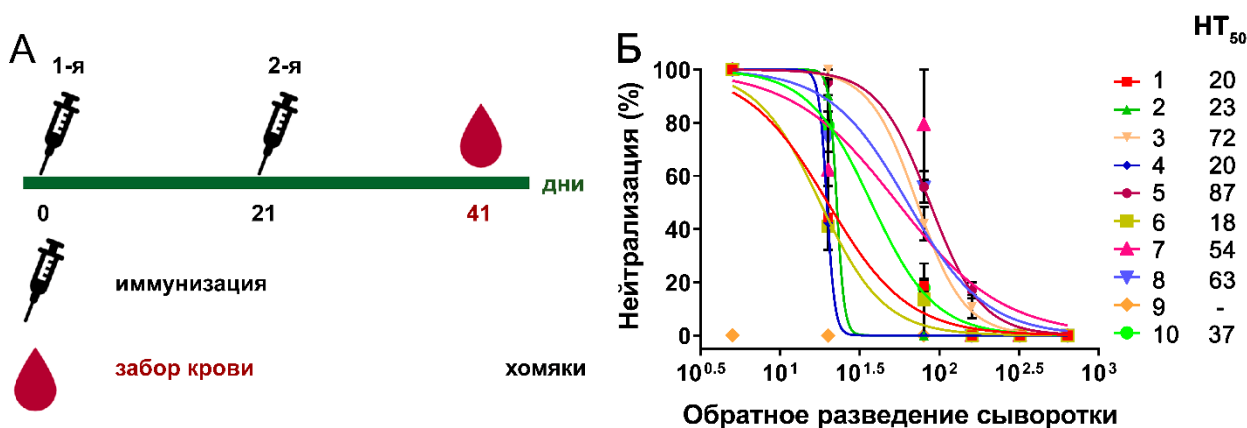 А
1-я 2-я
дни
0 21 41
иммунизация
забор крови
хомяки
Б
Нейтрализация (%)
100
80
60
40
20
0
10^0.5 10^1 10^1.5 10^2 10^2.5 10^3
Обратное разведение сыворотки
НТ50
1 20
2 23
3 72
4 20
5 87
6 18
7 54
8 63
9 -
10 37